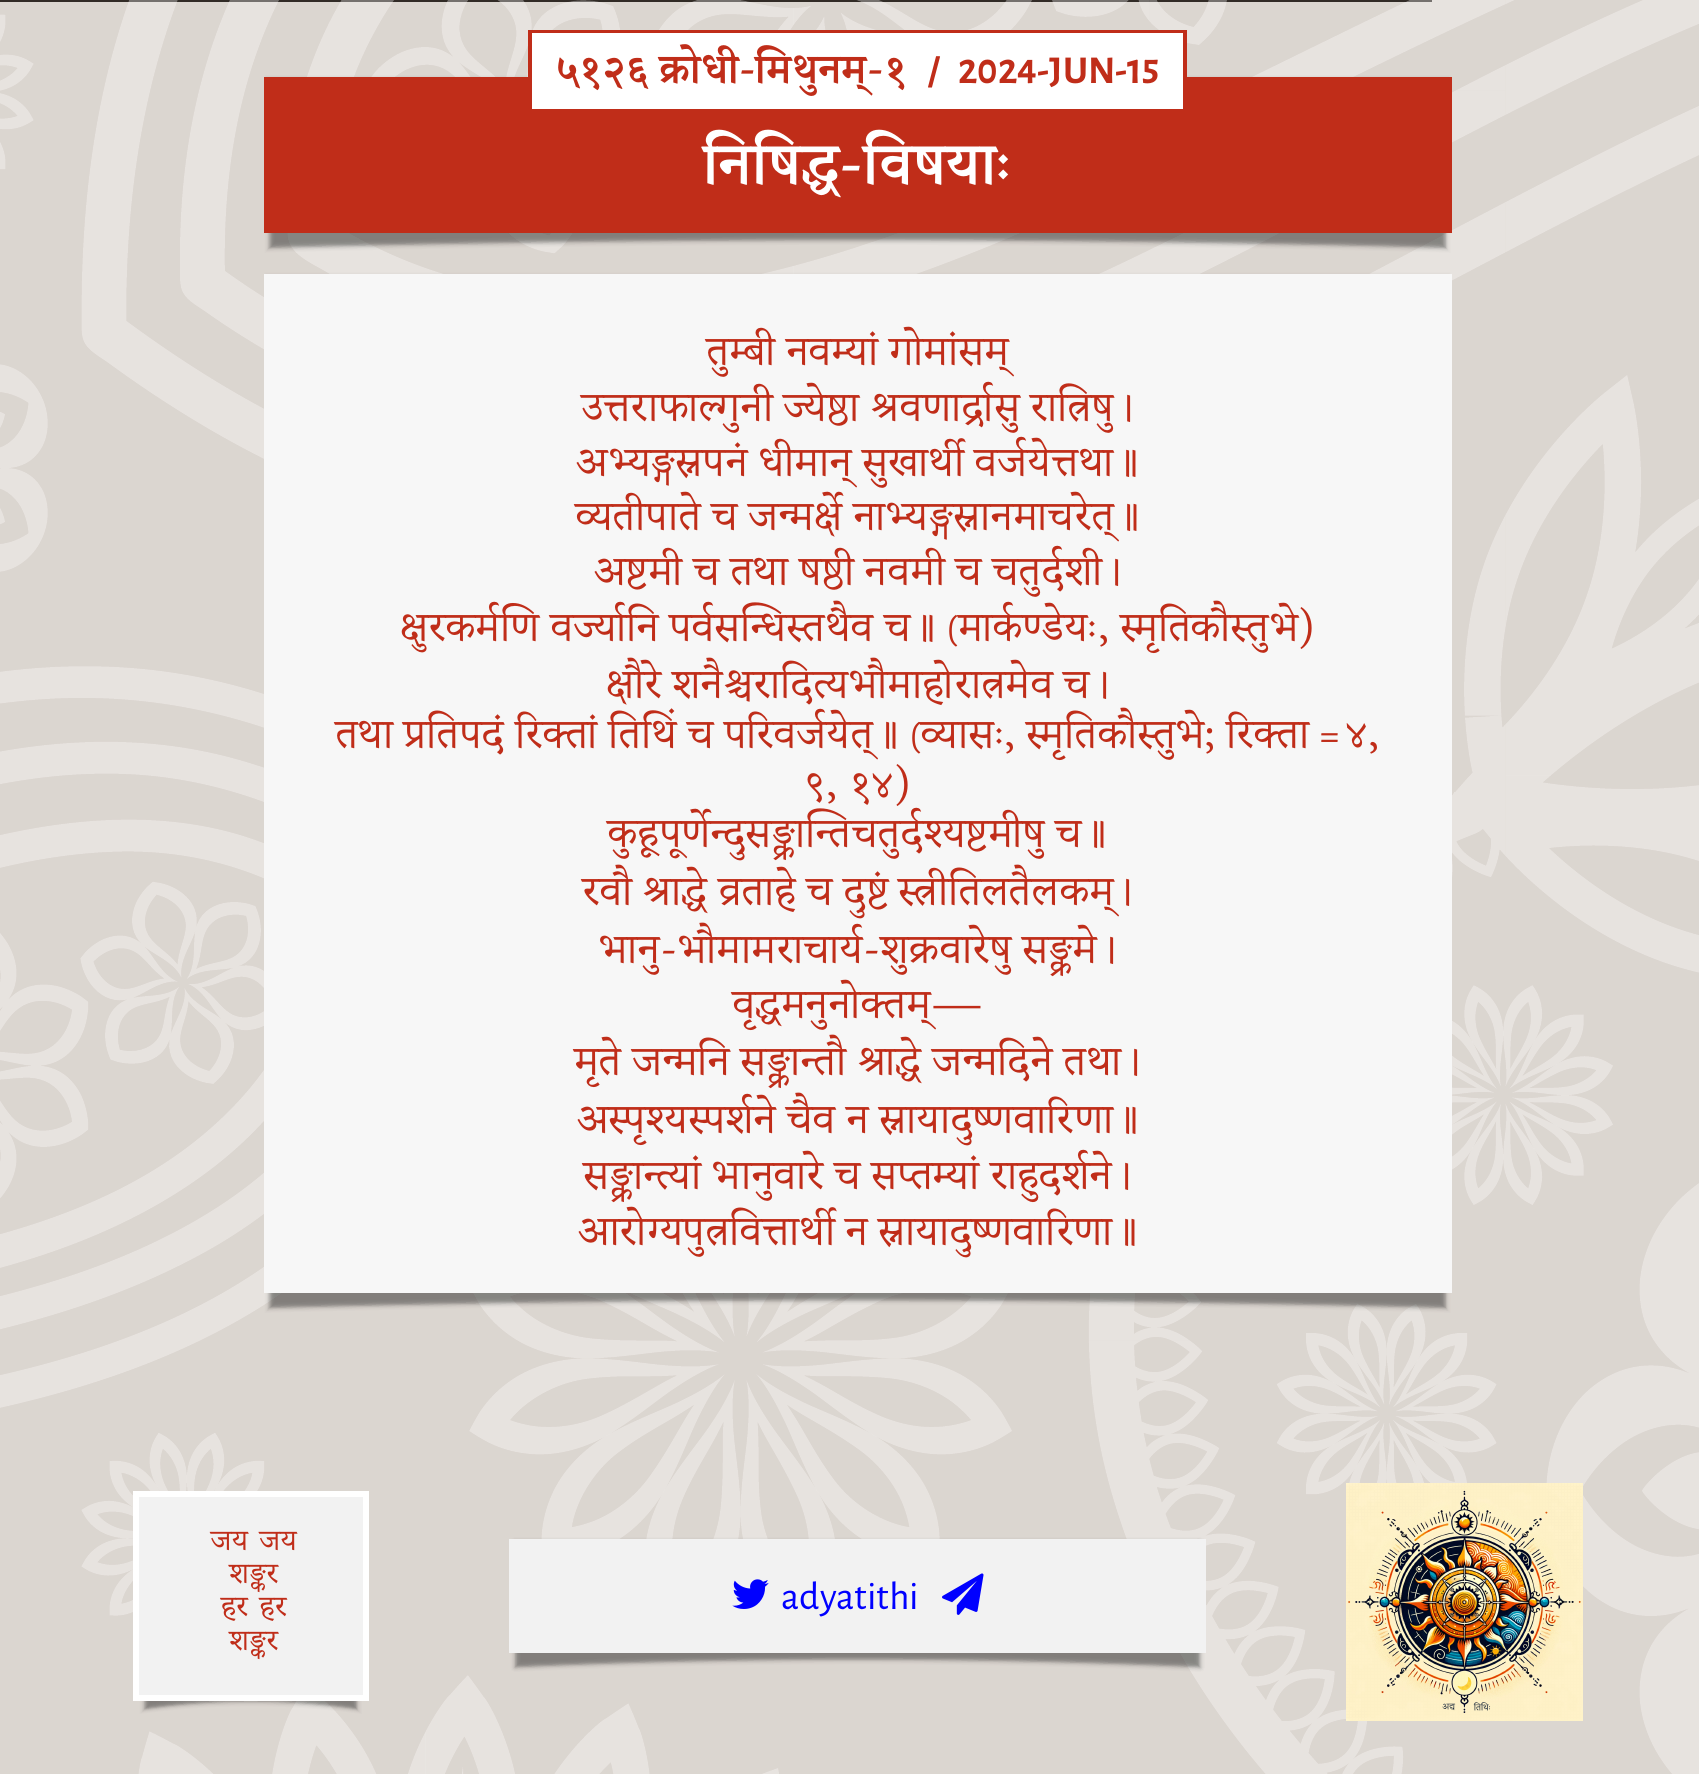 ५१२६ क्रोधी-मिथुनम्-१ / 2024-JUN-15
निषिद्ध-विषयाः
तुम्बी नवम्यां गोमांसम्
उत्तराफाल्गुनी ज्येष्ठा श्रवणार्द्रासु रात्रिषु।
अभ्यङ्गस्नपनं धीमान् सुखार्थी वर्जयेत्तथा॥
व्यतीपाते च जन्मर्क्षे नाभ्यङ्गस्नानमाचरेत्॥
अष्टमी च तथा षष्ठी नवमी च चतुर्दशी।
क्षुरकर्मणि वर्ज्यानि पर्वसन्धिस्तथैव च॥ (मार्कण्डेयः, स्मृतिकौस्तुभे)
क्षौरे शनैश्चरादित्यभौमाहोरात्रमेव च।
तथा प्रतिपदं रिक्तां तिथिं च परिवर्जयेत्॥ (व्यासः, स्मृतिकौस्तुभे; रिक्ता = ४,
९, १४)
कुहूपूर्णेन्दुसङ्क्रान्तिचतुर्दश्यष्टमीषु च॥
रवौ श्राद्धे व्रताहे च दुष्टं स्त्रीतिलतैलकम्।
भानु-भौमामराचार्य-शुक्रवारेषु सङ्क्रमे।
वृद्धमनुनोक्तम्—
मृते जन्मनि सङ्क्रान्तौ श्राद्धे जन्मदिने तथा।
अस्पृश्यस्पर्शने चैव न स्नायादुष्णवारिणा॥
सङ्क्रान्त्यां भानुवारे च सप्तम्यां राहुदर्शने।
आरोग्यपुत्रवित्तार्थी न स्नायादुष्णवारिणा॥
जय जय
शङ्कर
हर हर
शङ्कर
adyatithi
अद्य तिथिः